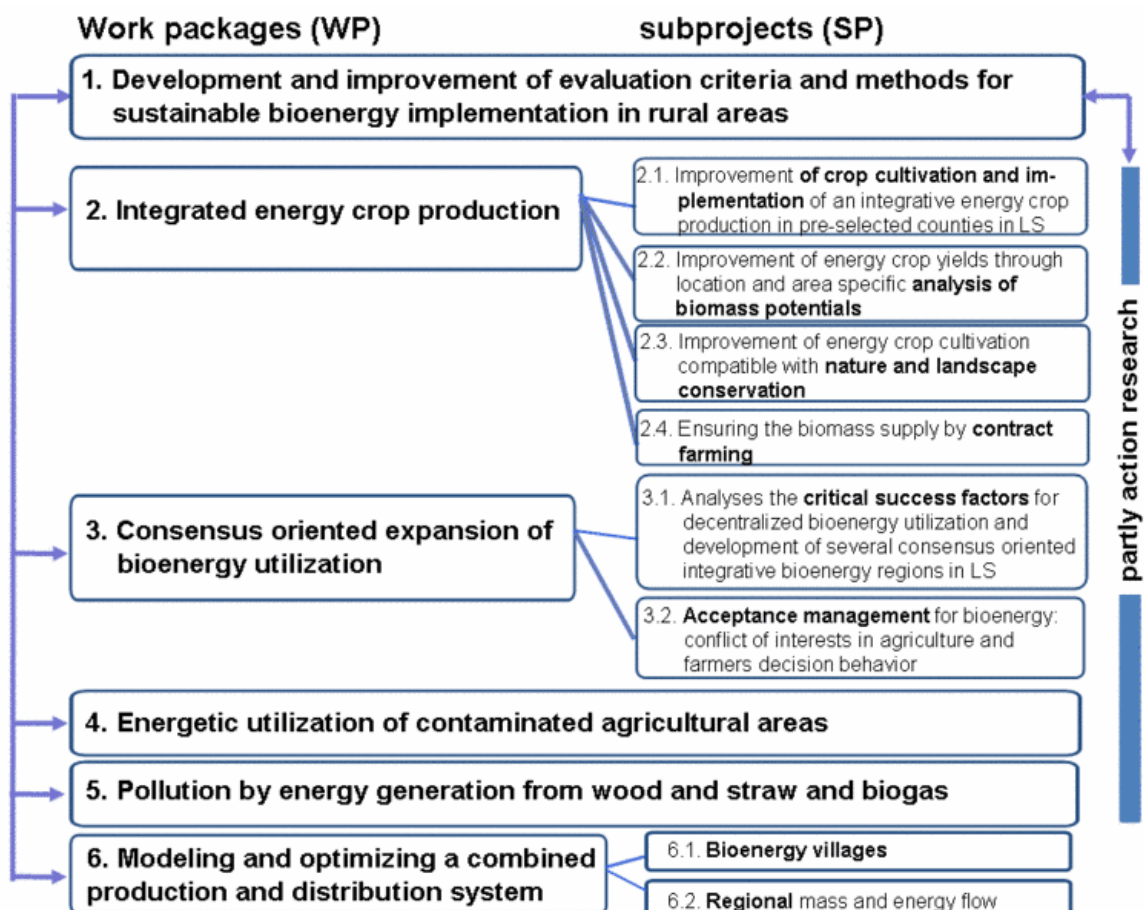 Work packages (WP)
subprojects (SP)
1. Development and improvement of evaluation criteria and methods for
sustainable bioenergy implementation in rural areas
2. Integrated energy crop production
2.1. Improvement of crop cultivation and im-
plementation of an integrative energy crop
production in pre-selected counties in LS
2.2. Improvement of energy crop yields through
location and area specific analysis of
biomass potentials
2.3. Improvement of energy crop cultivation
compatible with nature and landscape
conservation
2.4. Ensuring the biomass supply by contract
farming
3. Consensus oriented expansion of
bioenergy utilization
3.1. Analyses the critical success factors for
decentralized bioenergy utilization and
development of several consensus oriented
integrative bioenergy regions in LS
3.2. Acceptance management for bioenergy:
conflict of interests in agriculture and
farmers decision behavior
4. Energetic utilization of contaminated agricultural areas
5. Pollution by energy generation from wood and straw and biogas
6. Modeling and optimizing a combined
production and distribution system
6.1. Bioenergy villages
6.2. Regional mass and energy flow
partly action research